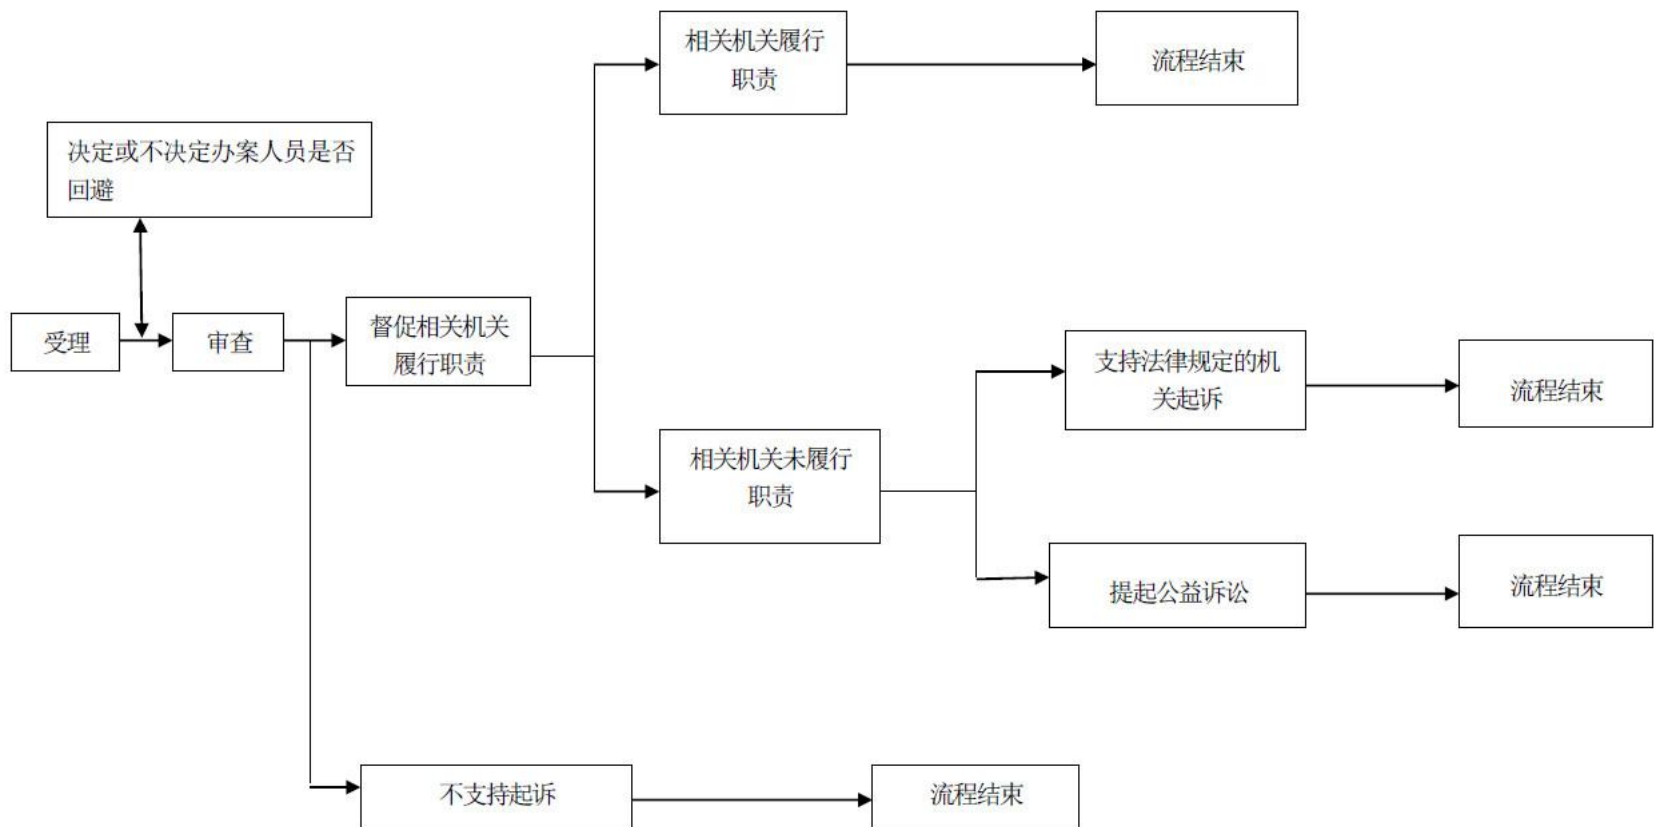 相关机关履行
职责
流程结束
决定或不决定办案人员是否
回避
受理
审查
督促相关机关
履行职责
支持法律规定的机
关起诉
流程结束
相关机关未履行
职责
提起公益诉讼
流程结束
不支持起诉
流程结束